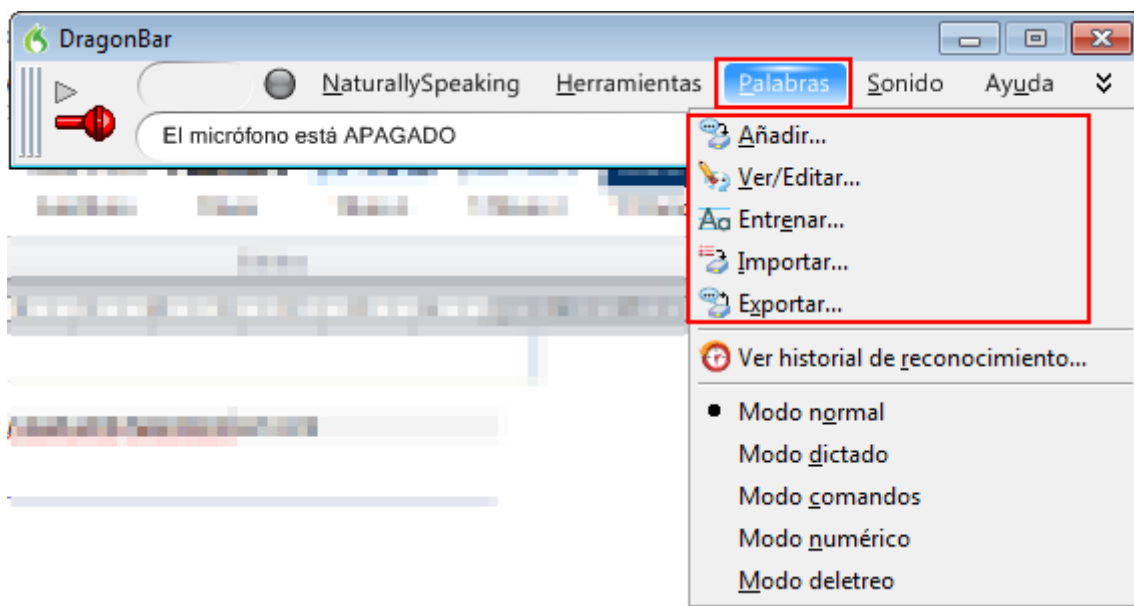 DragonBar
NaturallySpeaking Herramientas Palabras Sonido Ayuda
El micrófono está APAGADO
Añadir...
Ver/Editar...
Entrenar...
Importar...
Exportar...
Ver historial de reconocimiento...
Modo normal
Modo dictado
Modo comandos
Modo numérico
Modo deletreo